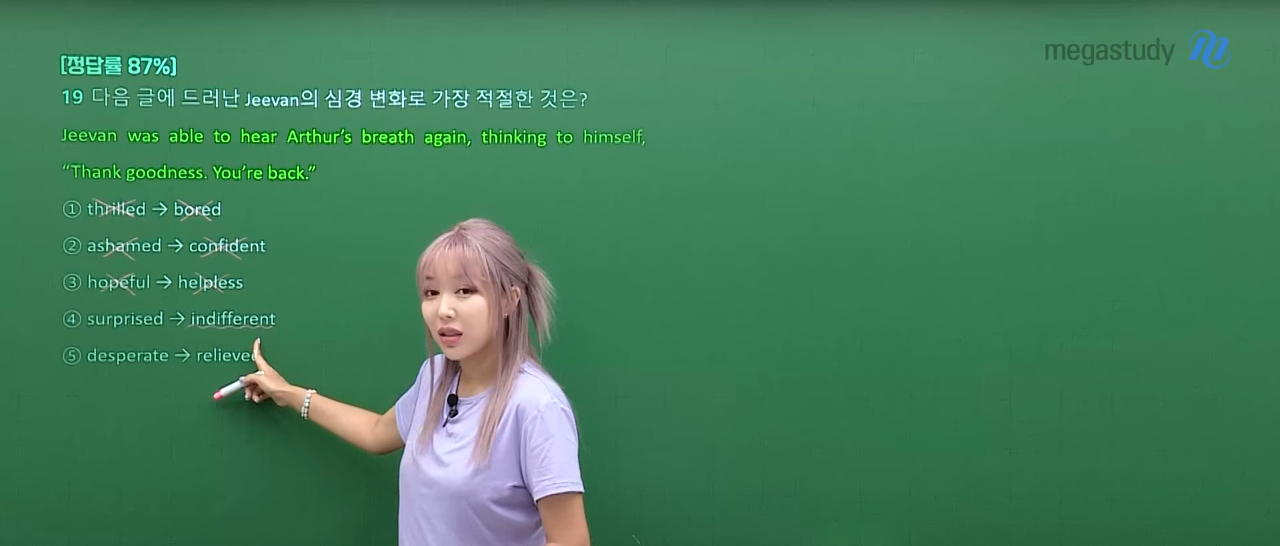 megastudy
[정답률 87%]
19 다음 글에 드러난 Jeevan의 심경 변화로 가장 적절한 것은?
Jeevan was able to hear Arthur’s breath again, thinking to himself,
“Thank goodness. You’re back.”
① thrilled → bored
② ashamed → confident
③ hopeful → helpless
④ surprised → indifferent
⑤ desperate → relieve